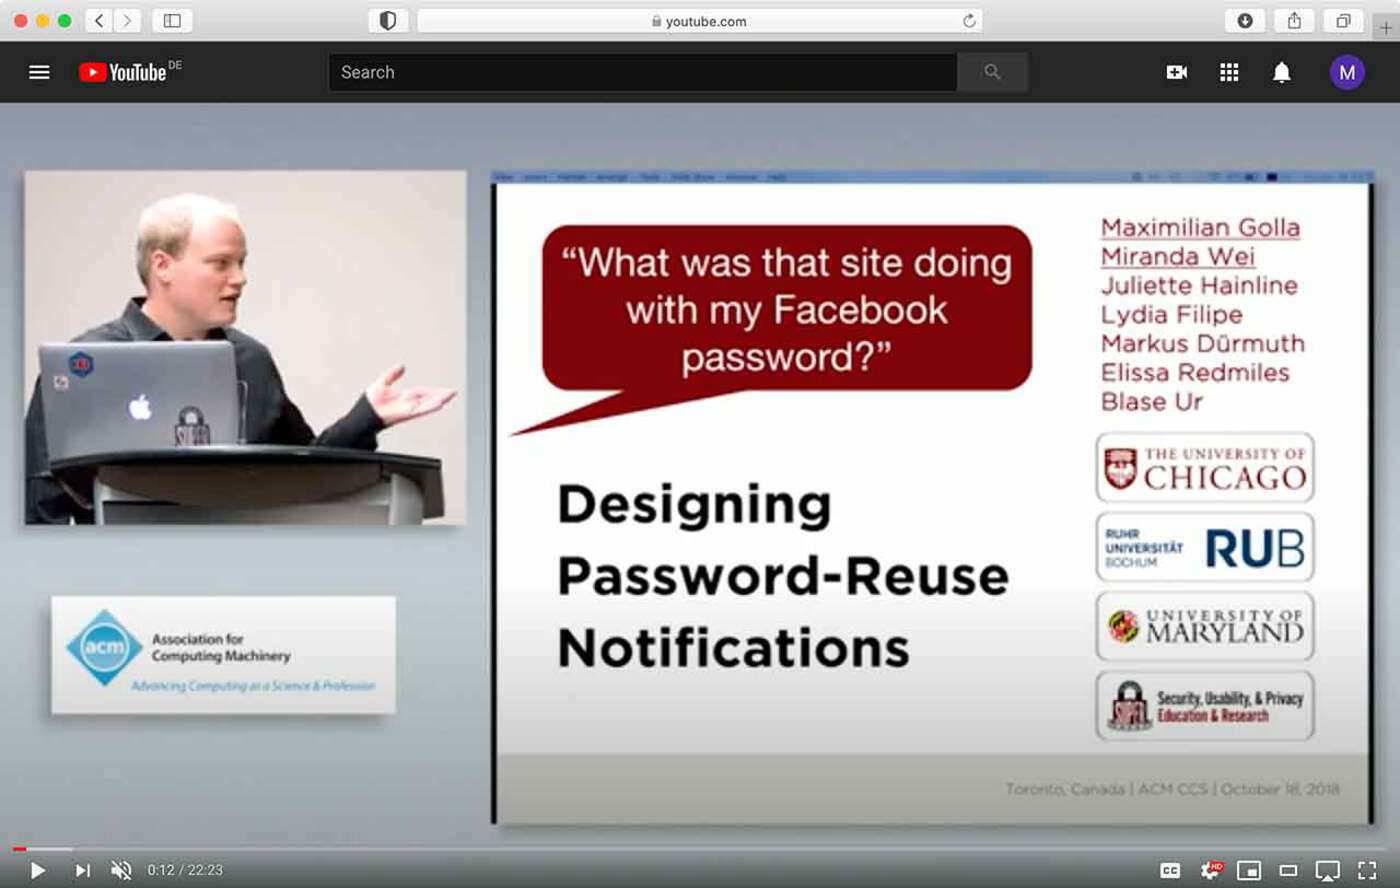 youtube.com
YouTube DE
Search
M
“What was that site doing
with my Facebook
password?”
Designing
Password-Reuse
Notifications
Maximilian Golla
Miranda Wei
Juliette Hainline
Lydia Filipe
Markus Dürmuth
Elissa Redmiles
Blase Ur
THE UNIVERSITY OF
CHICAGO
RUHR
UNIVERSITÄT
BOCHUM
RUB
UNIVERSITY OF
MARYLAND
Security, Usability, & Privacy
Education & Research
Toronto, Canada | ACM CCS | October 18, 2018
acm
Association for
Computing Machinery
Advancing Computing as a Science & Profession
0:12 / 22:23
CC
HD